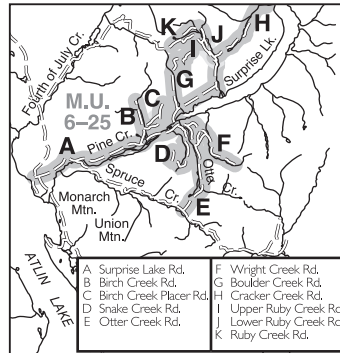 K
H
J
I
Fourth of July Cr.
Surprise Lk.
G
M.U.
6–25
C
B
Pine Cr.
A
D
F
Otter Cr.
Spruce Cr.
E
Monarch
Mtn.
Union
Mtn.
ATLIN LAKE
A Surprise Lake Rd.
B Birch Creek Rd.
C Birch Creek Placer Rd.
D Snake Creek Rd.
E Otter Creek Rd.
F Wright Creek Rd.
G Boulder Creek Rd.
H Cracker Creek Rd.
I Upper Ruby Creek Rd.
J Lower Ruby Creek Rd.
K Ruby Creek Rd.